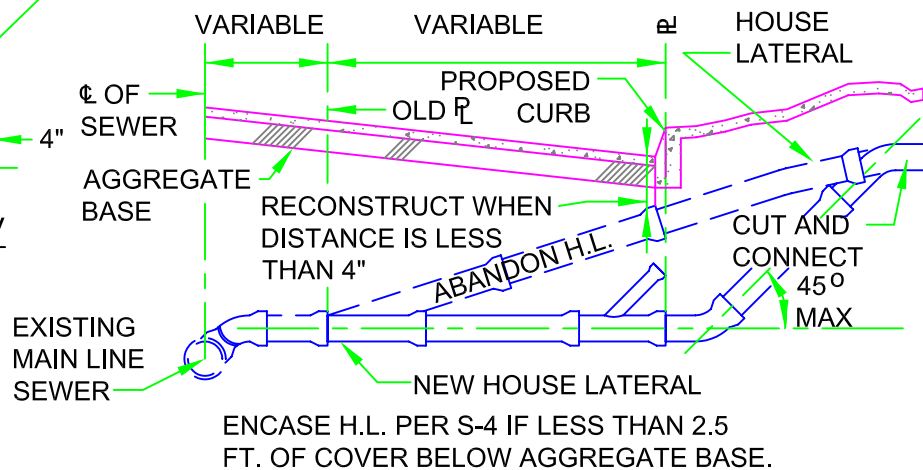 VARIABLE
VARIABLE
PL
HOUSE
LATERAL
PROPOSED
CURB
CL OF
SEWER
OLD PL
4"
AGGREGATE
BASE
RECONSTRUCT WHEN
DISTANCE IS LESS
THAN 4"
ABANDON H.L.
CUT AND
CONNECT
45°
MAX
EXISTING
MAIN LINE
SEWER
NEW HOUSE LATERAL
ENCASE H.L. PER S-4 IF LESS THAN 2.5
FT. OF COVER BELOW AGGREGATE BASE.